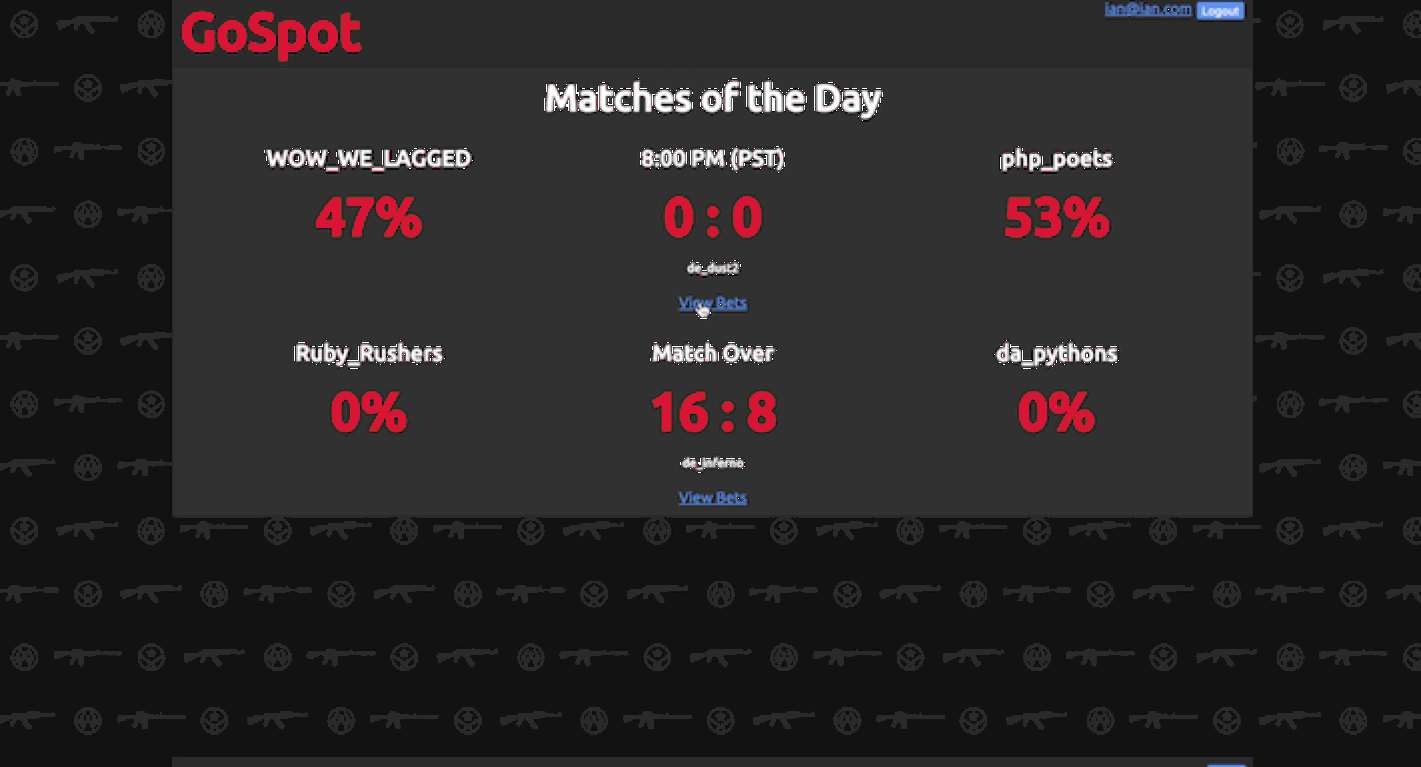 GoSpot
ian@ian.com Logout
Matches of the Day
WOW_WE_LAGGED 8:00 PM (PST) php_poets
47% 0 : 0 53%
de_dust2
View Bets
Ruby_Rushers Match Over da_pythons
0% 16 : 8 0%
de_inferno
View Bets